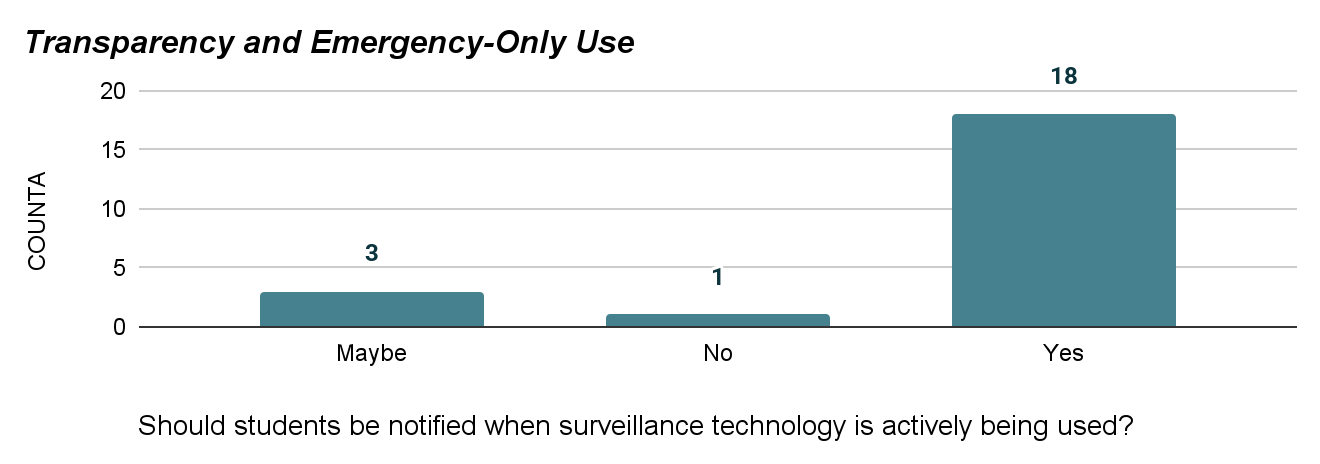 Transparency and Emergency-Only Use
18
20
15
10
5
0
COUNTA
3
1
Maybe
No
Yes
Should students be notified when surveillance technology is actively being used?